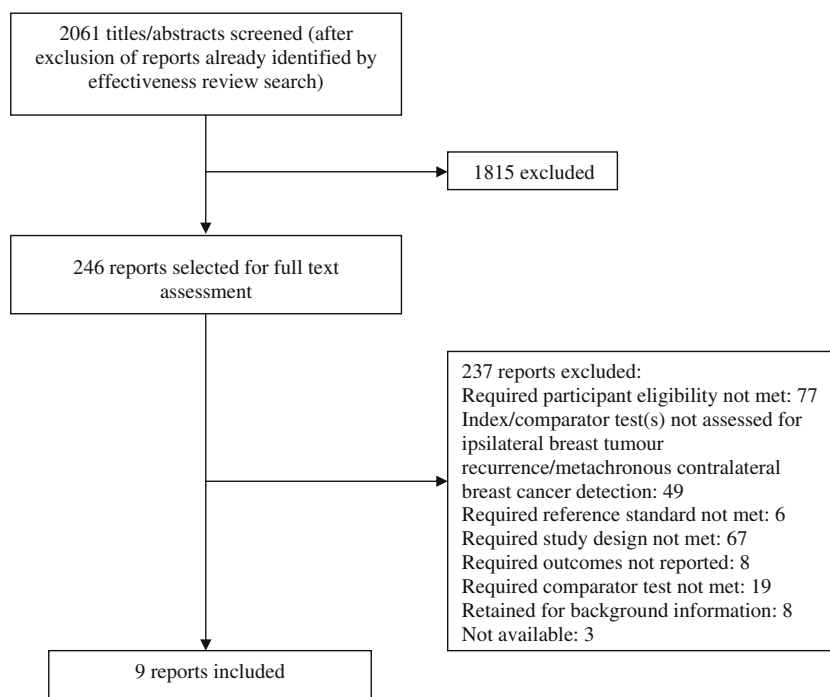 2061 titles/abstracts screened (after
exclusion of reports already identified by
effectiveness review search)
1815 excluded
246 reports selected for full text
assessment
237 reports excluded:
Required participant eligibility not met: 77
Index/comparator test(s) not assessed for
ipsilateral breast tumour
recurrence/metachronous contralateral
breast cancer detection: 49
Required reference standard not met: 6
Required study design not met: 67
Required outcomes not reported: 8
Required comparator test not met: 19
Retained for background information: 8
Not available: 3
9 reports included